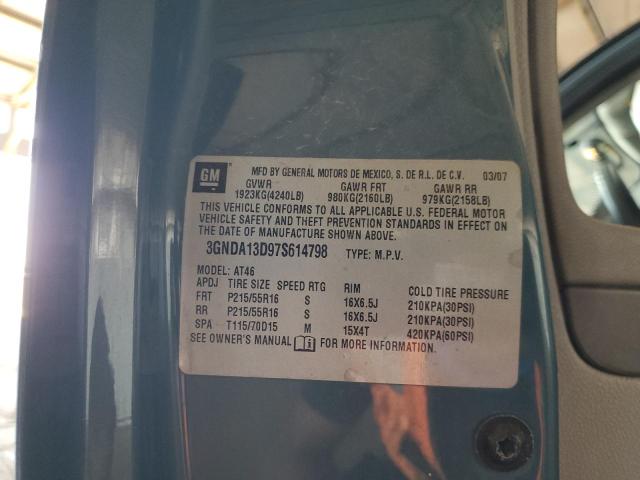 GM
MFD BY GENERAL MOTORS DE MEXICO, S. DE R.L. DE C.V. 03/07
GVWR GAWR FRT GAWR RR
1923KG(4240LB) 980KG(2160LB) 979KG(2158LB)
THIS VEHICLE CONFORMS TO ALL APPLICABLE U.S. FEDERAL MOTOR
VEHICLE SAFETY AND THEFT PREVENTION STANDARDS IN EFFECT ON
THE DATE OF MANUFACTURE SHOWN ABOVE.
3GNDA13D97S614798 TYPE: M.P.V.
MODEL: AT46
APDJ TIRE SIZE SPEED RTG RIM COLD TIRE PRESSURE
FRT P215/55R16 S 16X6.5J 210KPA(30PSI)
RR P215/55R16 S 16X6.5J 210KPA(30PSI)
SPA T115/70D15 M 15X4T 420KPA(60PSI)
SEE OWNER'S MANUAL FOR MORE INFORMATION.